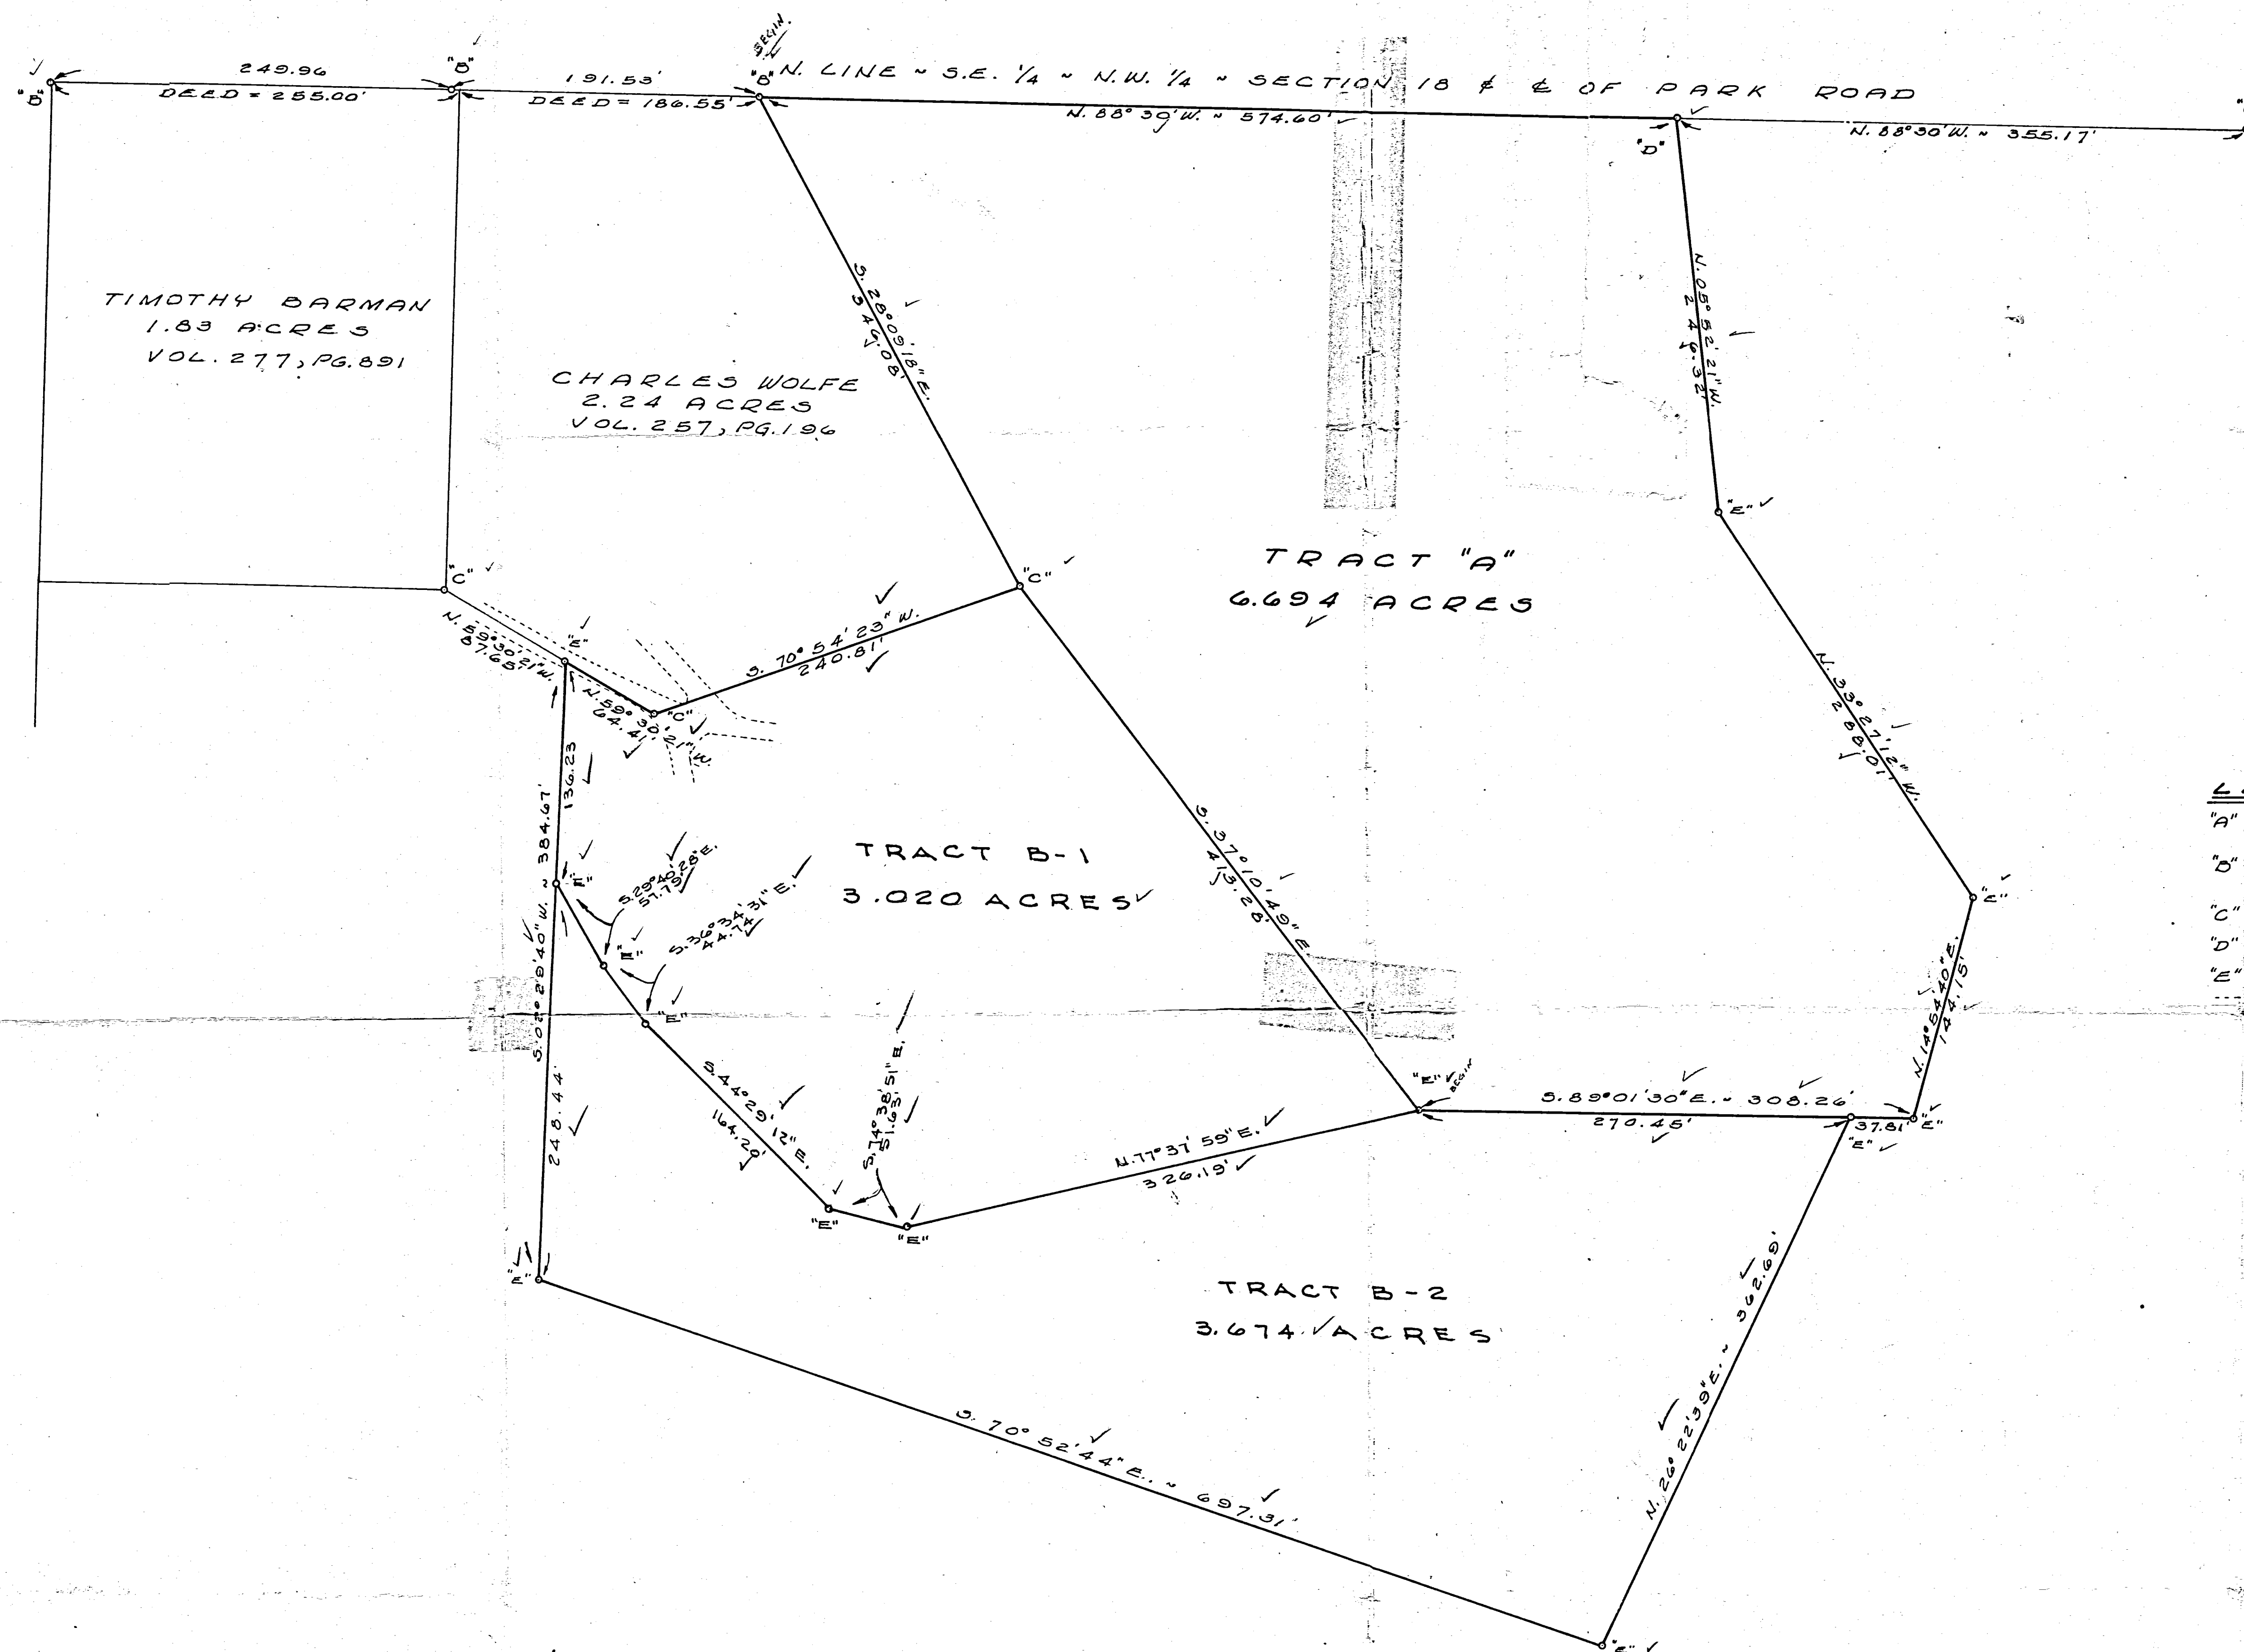 BEGIN.
"B"
249.96
DEED = 255.00'
"B"
191.53'
DEED = 186.55'
"B"
N. LINE ~ S.E. 1/4 ~ N.W. 1/4 ~ SECTION 18 & ℄ OF PARK ROAD
N. 88° 30' W. ~ 574.60'
"D"
N. 88° 30' W. ~ 355.17'
TIMOTHY BARMAN
1.83 ACRES
VOL. 277, PG. 891
CHARLES WOLFE
2.24 ACRES
VOL. 257, PG. 196
S. 28° 09' 18" E.
346.08'
N. 05° 52' 21" W.
246.32'
"E"
TRACT "A"
6.694 ACRES
"C"
"C"
N. 59° 30' 21" W.
87.65'
"E"
S. 70° 54' 23" W.
240.81'
N. 59° 30' 21" W.
64.41'
"C"
N. 33° 27' 12" W.
288.01'
136.23
S. 02° 29' 40" W. ~ 384.67'
248.44'
TRACT B-1
3.020 ACRES
S. 37° 10' 49" E.
413.28'
"A"
"B"
"C"
"D"
"E"
"E"
S. 29° 40' 28" E.
57.79'
"E"
S. 36° 34' 31" E.
44.74'
"E"
"E"
N. 14° 54' 40" E.
144.15'
S. 44° 29' 12" E.
164.20'
S. 74° 38' 51" E.
51.63'
"E"
"E"
N. 77° 37' 59" E.
326.19'
"E"
BEGIN
S. 89° 01' 30" E. ~ 308.26'
270.45'
37.81'
"E"
"E"
"E"
TRACT B-2
3.674 ACRES
N. 26° 22' 39" E. ~ 362.69'
S. 70° 52' 44" E. ~ 697.31'
"E"